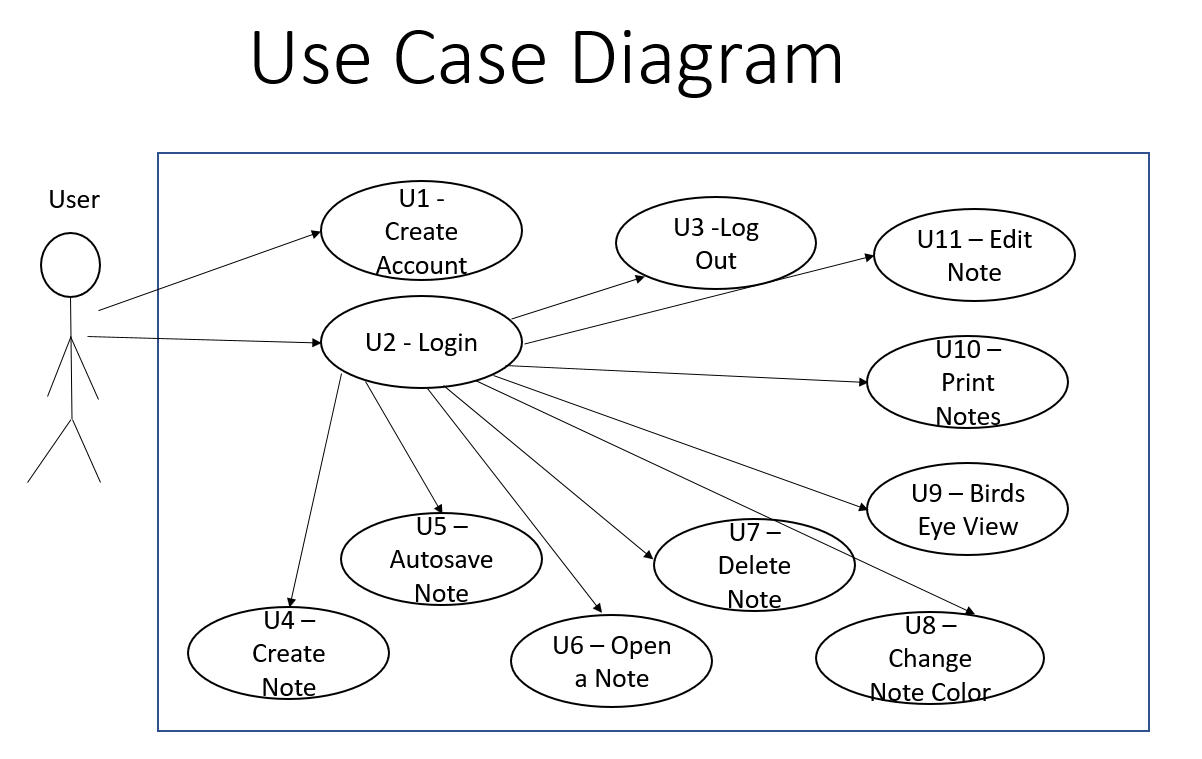 Use Case Diagram
User
U1 -
Create
Account
U2 - Login
U3 -Log
Out
U11 – Edit
Note
U10 –
Print
Notes
U9 – Birds
Eye View
U5 –
Autosave
Note
U7 –
Delete
Note
U4 –
Create
Note
U6 – Open
a Note
U8 –
Change
Note Color